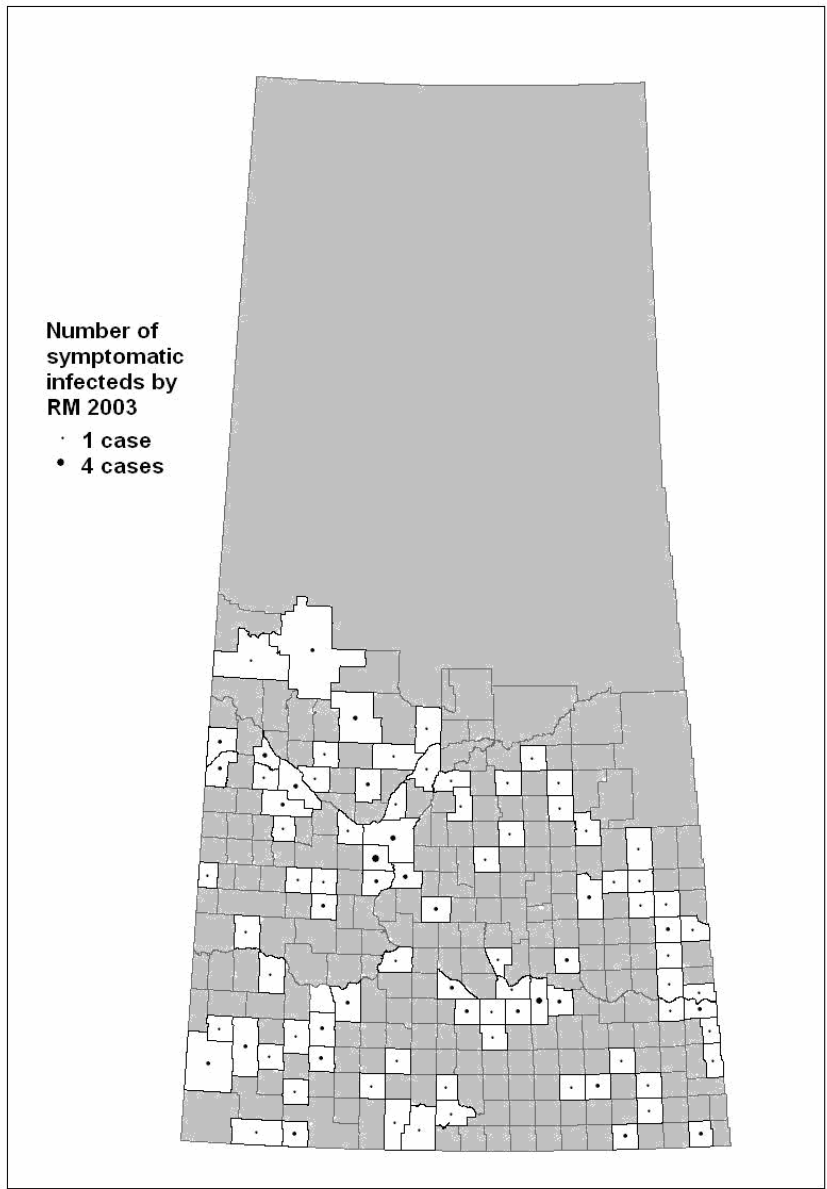 Number of
symptomatic
infecteds by
RM 2003
1 case
4 cases